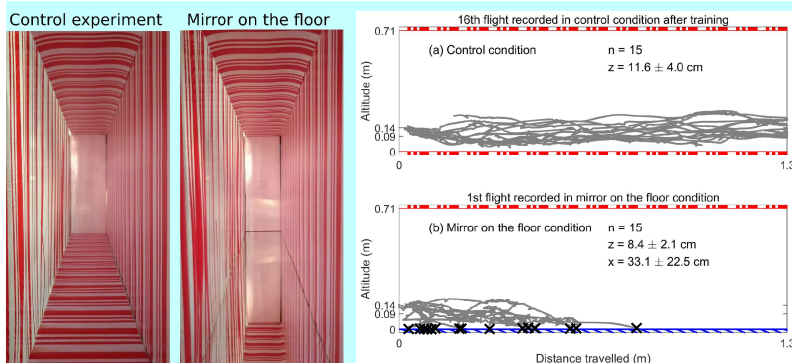 Control experiment
Mirror on the floor
16th flight recorded in control condition after training
0.71
(a) Control condition
n = 15
z = 11.6 ± 4.0 cm
Altitude (m)
0.14
0.09
0
0
1.3
1st flight recorded in mirror on the floor condition
0.71
(b) Mirror on the floor condition
n = 15
z = 8.4 ± 2.1 cm
x = 33.1 ± 22.5 cm
Altitude (m)
0.14
0.09
0
0
1.3
Distance travelled (m)